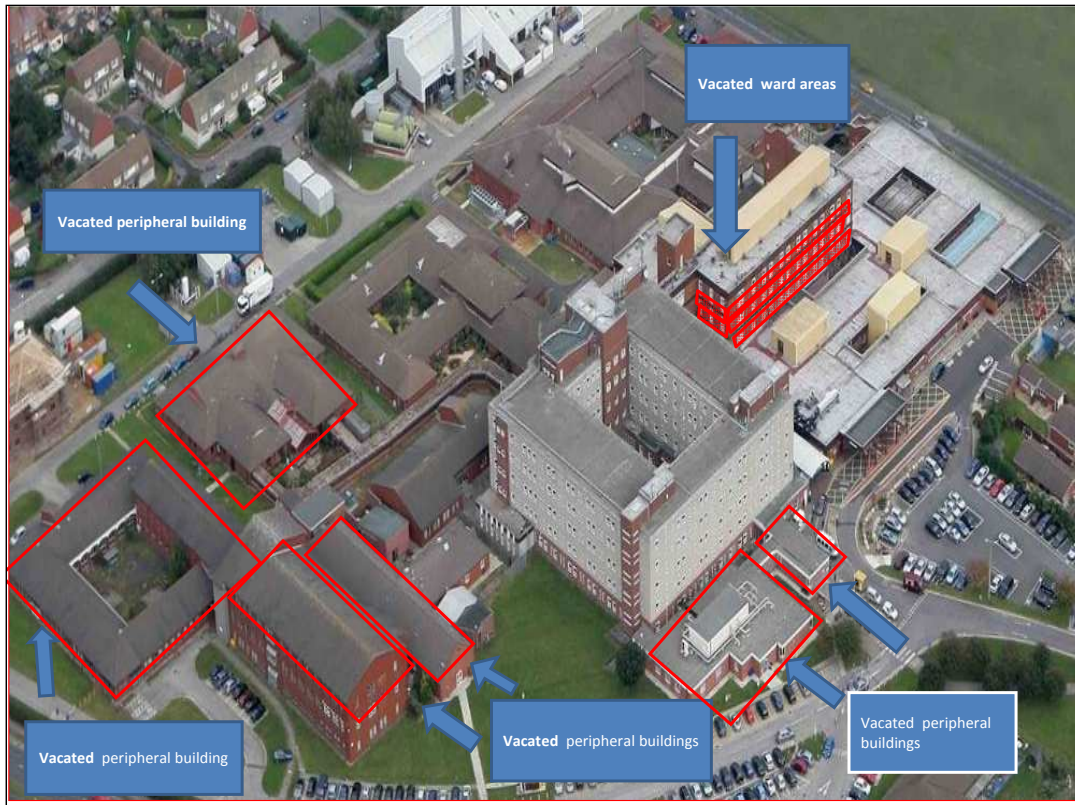 Vacated ward areas
Vacated peripheral building
Vacated peripheral building
Vacated peripheral buildings
Vacated peripheral
buildings